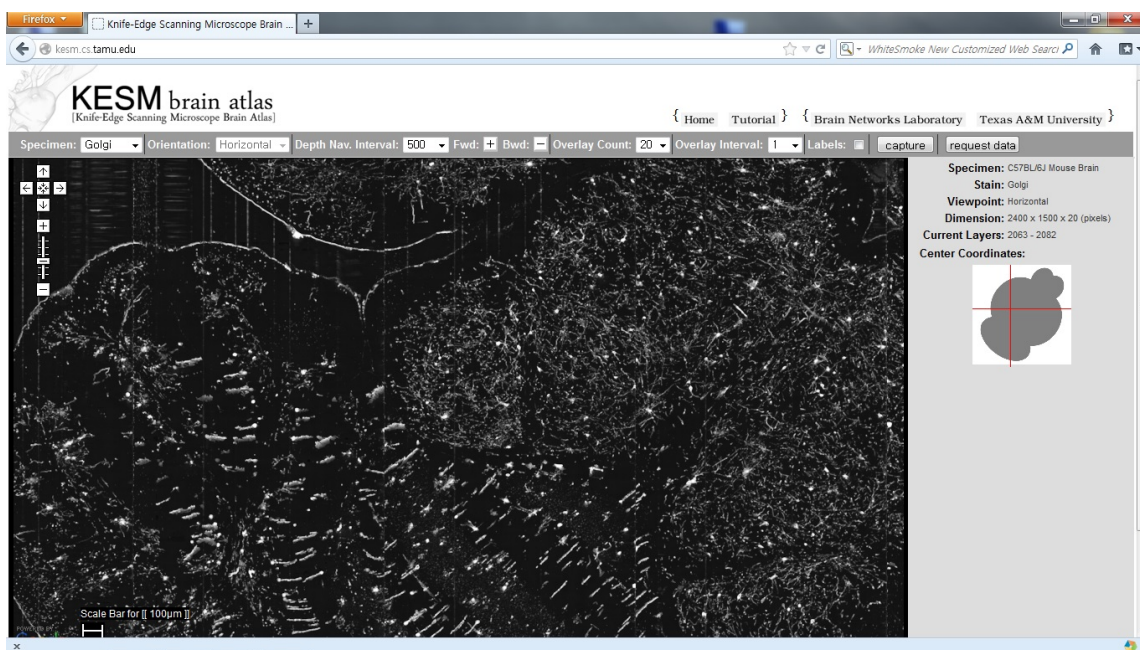 Firefox
Knife-Edge Scanning Microscope Brain ...
kesm.cs.tamu.edu
WhiteSmoke New Customized Web Searc
KESM brain atlas
[Knife-Edge Scanning Microscope Brain Atlas]
{ Home Tutorial } { Brain Networks Laboratory Texas A&M University }
Specimen: Golgi Orientation: Horizontal Depth Nav. Interval: 500 Fwd: + Bwd: − Overlay Count: 20 Overlay Interval: 1 Labels: capture request data
Specimen: C57BL/6J Mouse Brain
Stain: Golgi
Viewpoint: Horizontal
Dimension: 2400 x 1500 x 20 (pixels)
Current Layers: 2063 - 2082
Center Coordinates:
Scale Bar for [[ 100µm ]]
POWERED BY